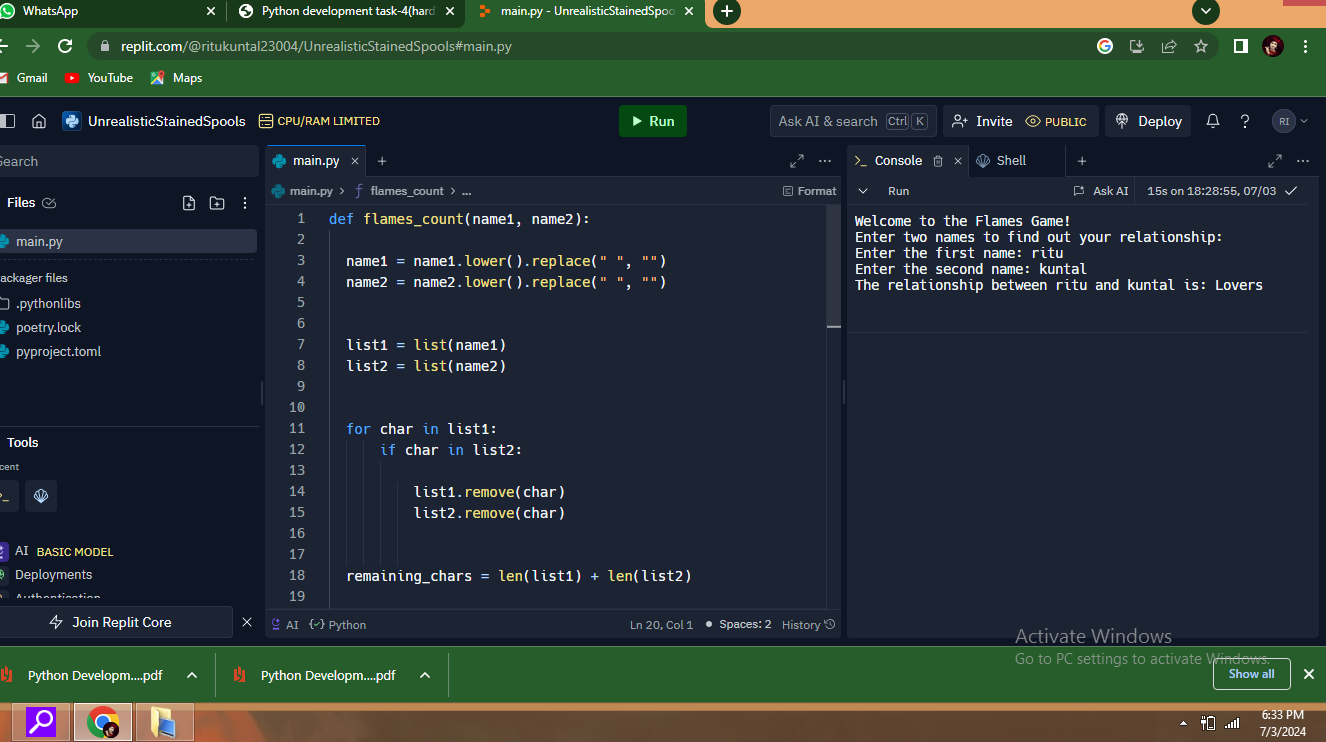 WhatsApp
Python development task-4(hard
main.py - UnrealisticStainedSpoo
replit.com/@ritukuntal23004/UnrealisticStainedSpools#main.py
Gmail YouTube Maps
UnrealisticStainedSpools CPU/RAM LIMITED Run Ask AI & search Ctrl K Invite PUBLIC Deploy RI
Search
Files
main.py
ackager files
.pythonlibs
poetry.lock
pyproject.toml
Tools
cent
AI BASIC MODEL
Deployments
Authentication
Join Replit Core
main.py
main.py > flames_count > ... Format
1 def flames_count(name1, name2):
2
3 name1 = name1.lower().replace(" ", "")
4 name2 = name2.lower().replace(" ", "")
5
6
7 list1 = list(name1)
8 list2 = list(name2)
9
10
11 for char in list1:
12 if char in list2:
13
14 list1.remove(char)
15 list2.remove(char)
16
17
18 remaining_chars = len(list1) + len(list2)
19
AI Python Ln 20, Col 1 Spaces: 2 History
Console Shell
Run Ask AI 15s on 18:28:55, 07/03
Welcome to the Flames Game!
Enter two names to find out your relationship:
Enter the first name: ritu
Enter the second name: kuntal
The relationship between ritu and kuntal is: Lovers
Activate Windows
Go to PC settings to activate Windows.
Python Developm....pdf Python Developm....pdf Show all
6:33 PM
7/3/2024